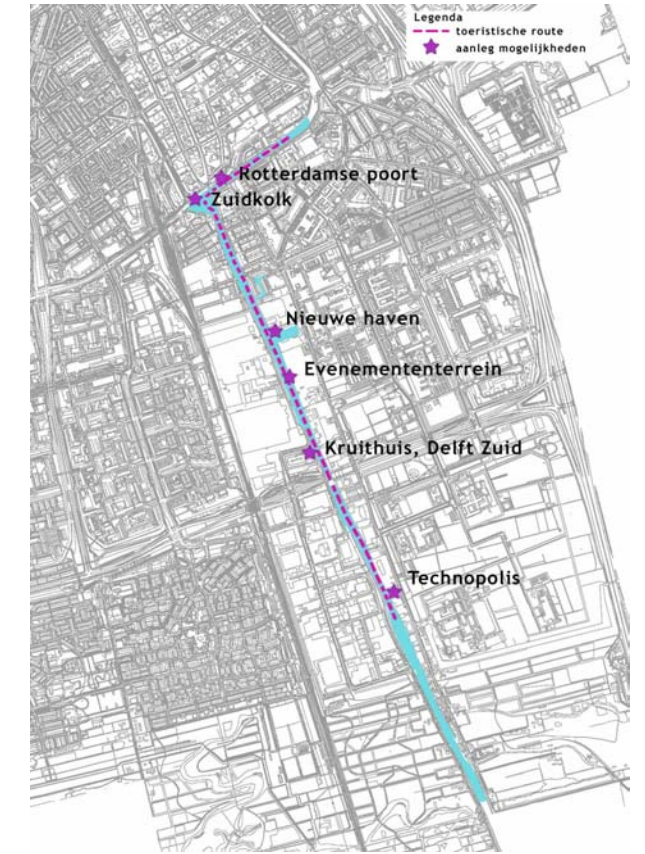 Legenda
toeristische route
aanleg mogelijkheden
Rotterdamse poort
Zuidkolk
Nieuwe haven
Evenemententerrein
Kruithuis, Delft Zuid
Technopolis